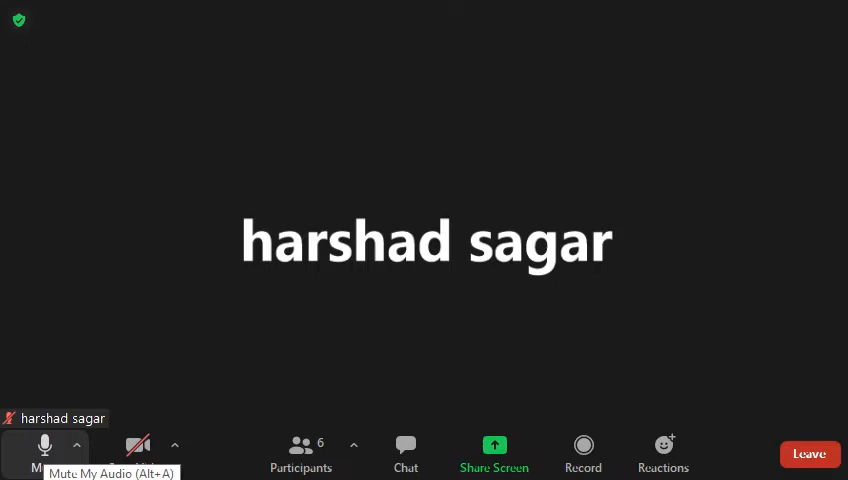 harshad sagar
harshad sagar
6
Participants
Chat
Share Screen
Record
Reactions
Leave
Mute My Audio (Alt+A)